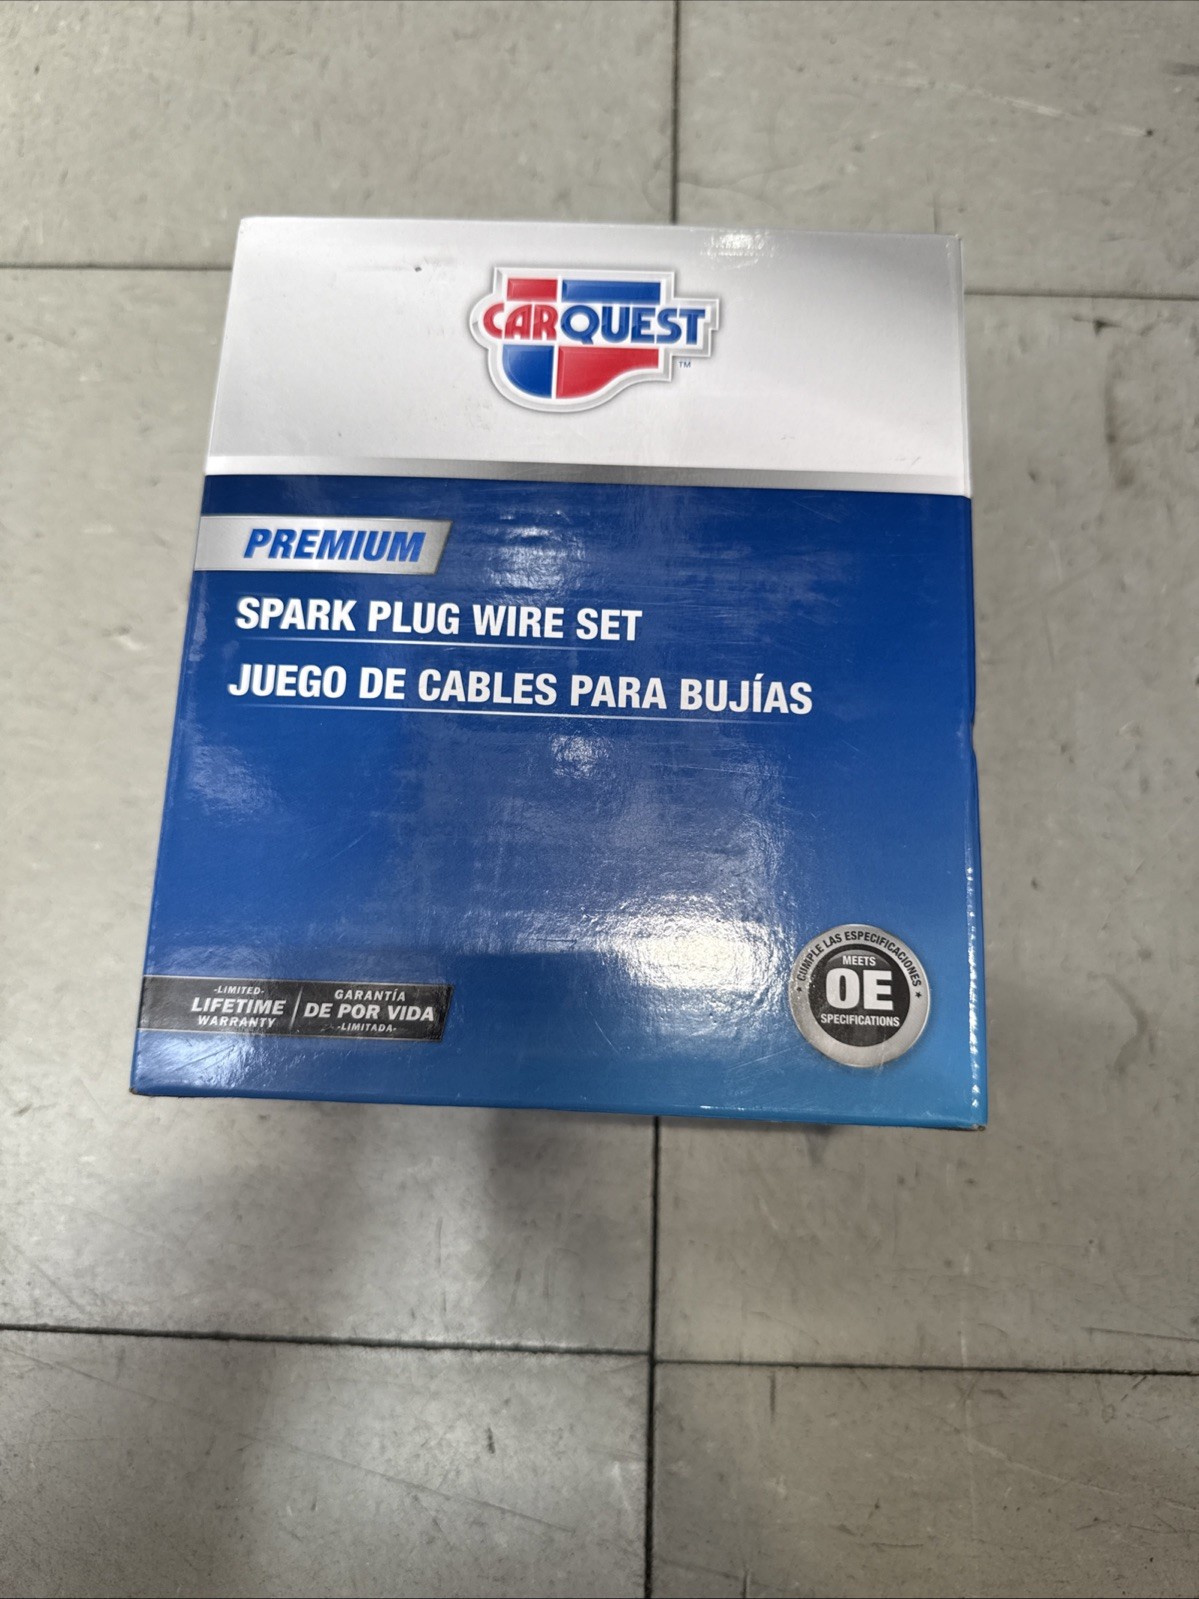 CARQUEST
TM
PREMIUM
SPARK PLUG WIRE SET
JUEGO DE CABLES PARA BUJÍAS
-LIMITED-
LIFETIME
WARRANTY
GARANTÍA
DE POR VIDA
-LIMITADA-
CUMPLE LAS ESPECIFICACIONES
MEETS
OE
SPECIFICATIONS